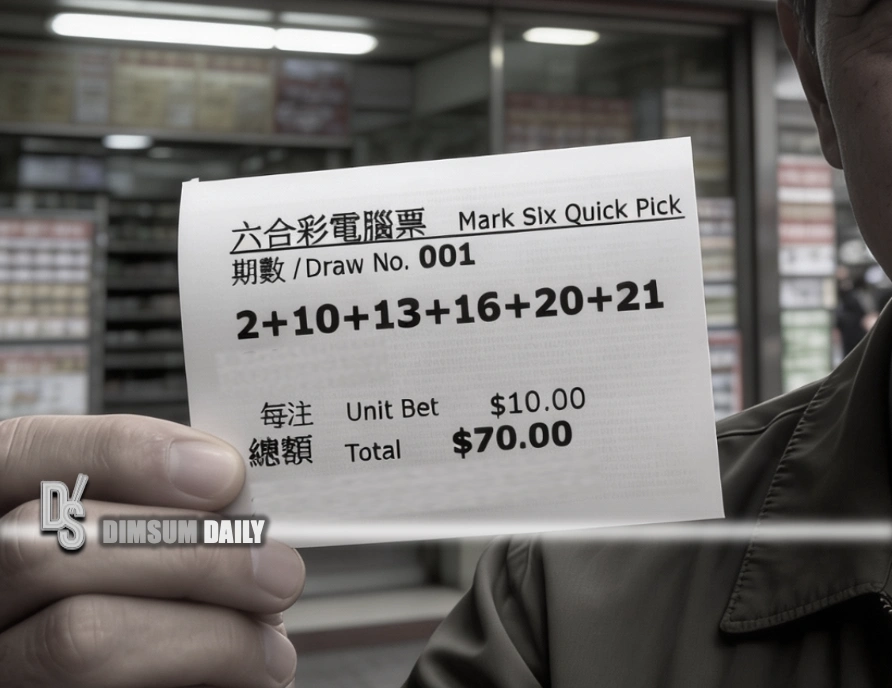 六合彩電腦票 Mark Six Quick Pick
期數 /Draw No. 001
2+10+13+16+20+21
每注 Unit Bet $10.00
總額 Total $70.00
DS DIMSUM DAILY